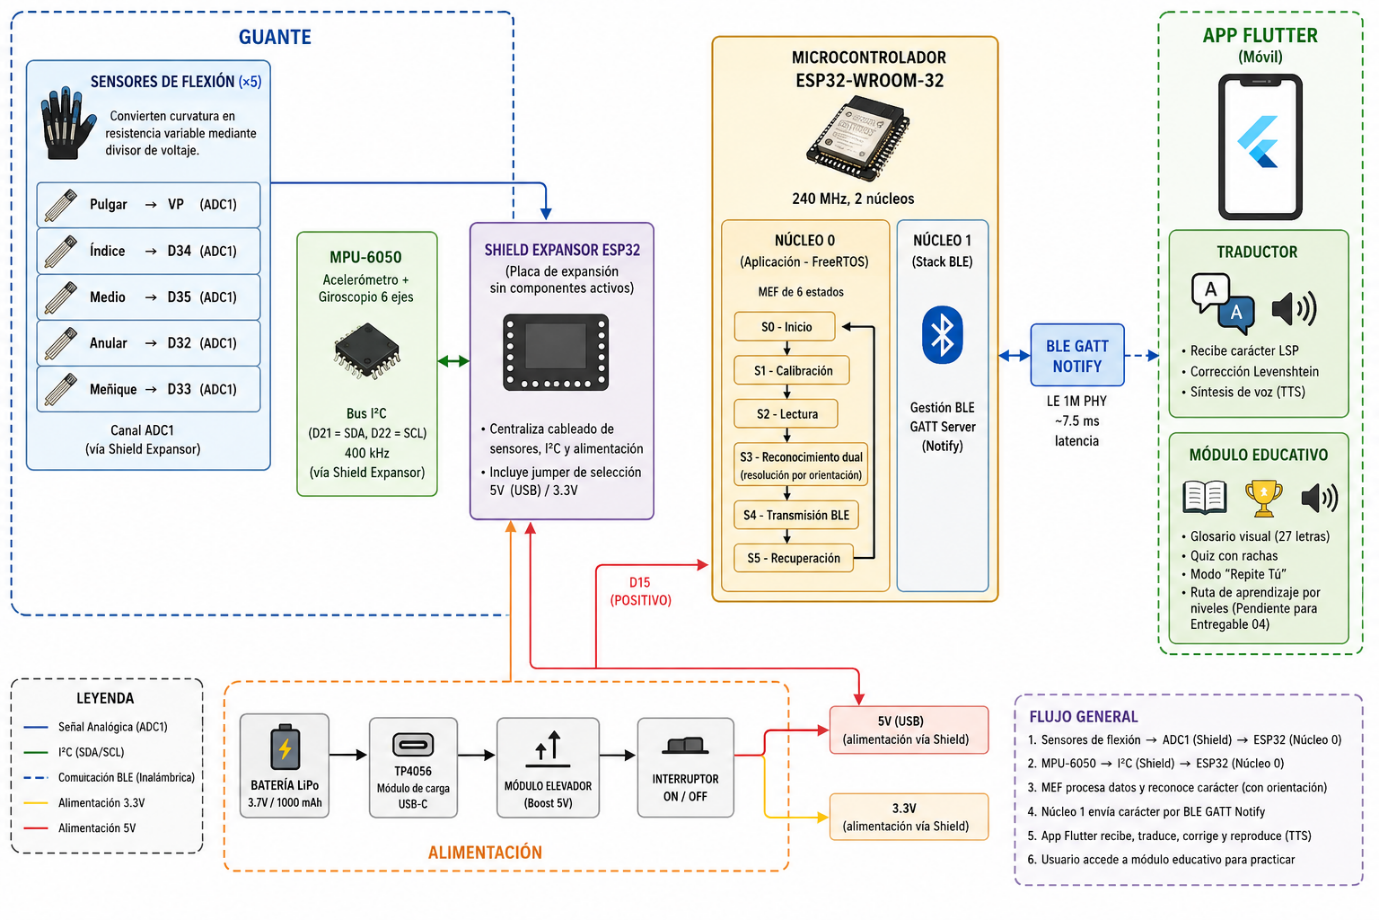 GUANTE
SENSORES DE FLEXIÓN (×5)
Convierten curvatura en
resistencia variable mediante
divisor de voltaje.
Pulgar → VP (ADC1)
Índice → D34 (ADC1)
Medio → D35 (ADC1)
Anular → D32 (ADC1)
Meñique → D33 (ADC1)
Canal ADC1
(vía Shield Expansor)
MPU-6050
Acelerómetro +
Giroscopio 6 ejes
Bus I²C
(D21 = SDA, D22 = SCL)
400 kHz
(vía Shield Expansor)
SHIELD EXPANSOR ESP32
(Placa de expansión
sin componentes activos)
• Centraliza cableado de
sensores, I²C y alimentación
• Incluye jumper de selección
5V (USB) / 3.3V
MICROCONTROLADOR
ESP32-WROOM-32
240 MHz, 2 núcleos
NÚCLEO 0
(Aplicación - FreeRTOS)
MEF de 6 estados
S0 - Inicio
S1 - Calibración
S2 - Lectura
S3 - Reconocimiento dual
(resolución por orientación)
S4 - Transmisión BLE
S5 - Recuperación
NÚCLEO 1
(Stack BLE)
Gestión BLE
GATT Server
(Notify)
D15
(POSITIVO)
BLE GATT
NOTIFY
LE 1M PHY
~7.5 ms
latencia
APP FLUTTER
(Móvil)
TRADUCTOR
A
A
• Recibe carácter LSP
• Corrección Levenshtein
• Síntesis de voz (TTS)
MÓDULO EDUCATIVO
• Glosario visual (27 letras)
• Quiz con rachas
• Modo "Repite Tú"
• Ruta de aprendizaje por
niveles (Pendiente para
Entregable 04)
LEYENDA
Señal Analógica (ADC1)
I²C (SDA/SCL)
Comuicación BLE (Inalámbrica)
Alimentación 3.3V
Alimentación 5V
BATERÍA LiPo
3.7V / 1000 mAh
TP4056
Módulo de carga
USB-C
MÓDULO ELEVADOR
(Boost 5V)
INTERRUPTOR
ON / OFF
ALIMENTACIÓN
5V (USB)
(alimentación vía Shield)
3.3V
(alimentación vía Shield)
FLUJO GENERAL
1. Sensores de flexión → ADC1 (Shield) → ESP32 (Núcleo 0)
2. MPU-6050 → I²C (Shield) → ESP32 (Núcleo 0)
3. MEF procesa datos y reconoce carácter (con orientación)
4. Núcleo 1 envía carácter por BLE GATT Notify
5. App Flutter recibe, traduce, corrige y reproduce (TTS)
6. Usuario accede a módulo educativo para practicar